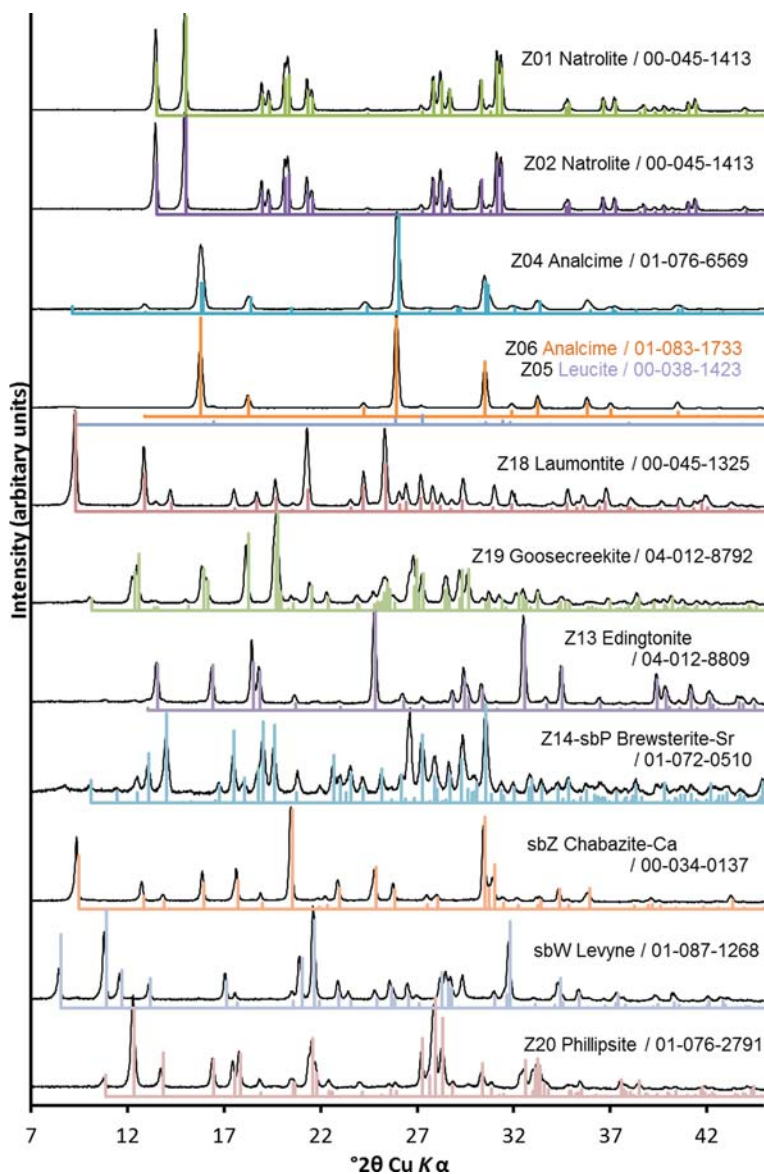 Z01 Natrolite / 00-045-1413
Z02 Natrolite / 00-045-1413
Z04 Analcime / 01-076-6569
Z06 Analcime / 01-083-1733
Z05 Leucite / 00-038-1423
Z18 Laumontite / 00-045-1325
Z19 Goosecreekite / 04-012-8792
Z13 Edingtonite
/ 04-012-8809
Z14-sbP Brewsterite-Sr
/ 01-072-0510
sbZ Chabazite-Ca
/ 00-034-0137
sbW Levyne / 01-087-1268
Z20 Phillipsite / 01-076-2791
Intensity (arbitary units)
7 12 17 22 27 32 37 42
°2θ Cu K α